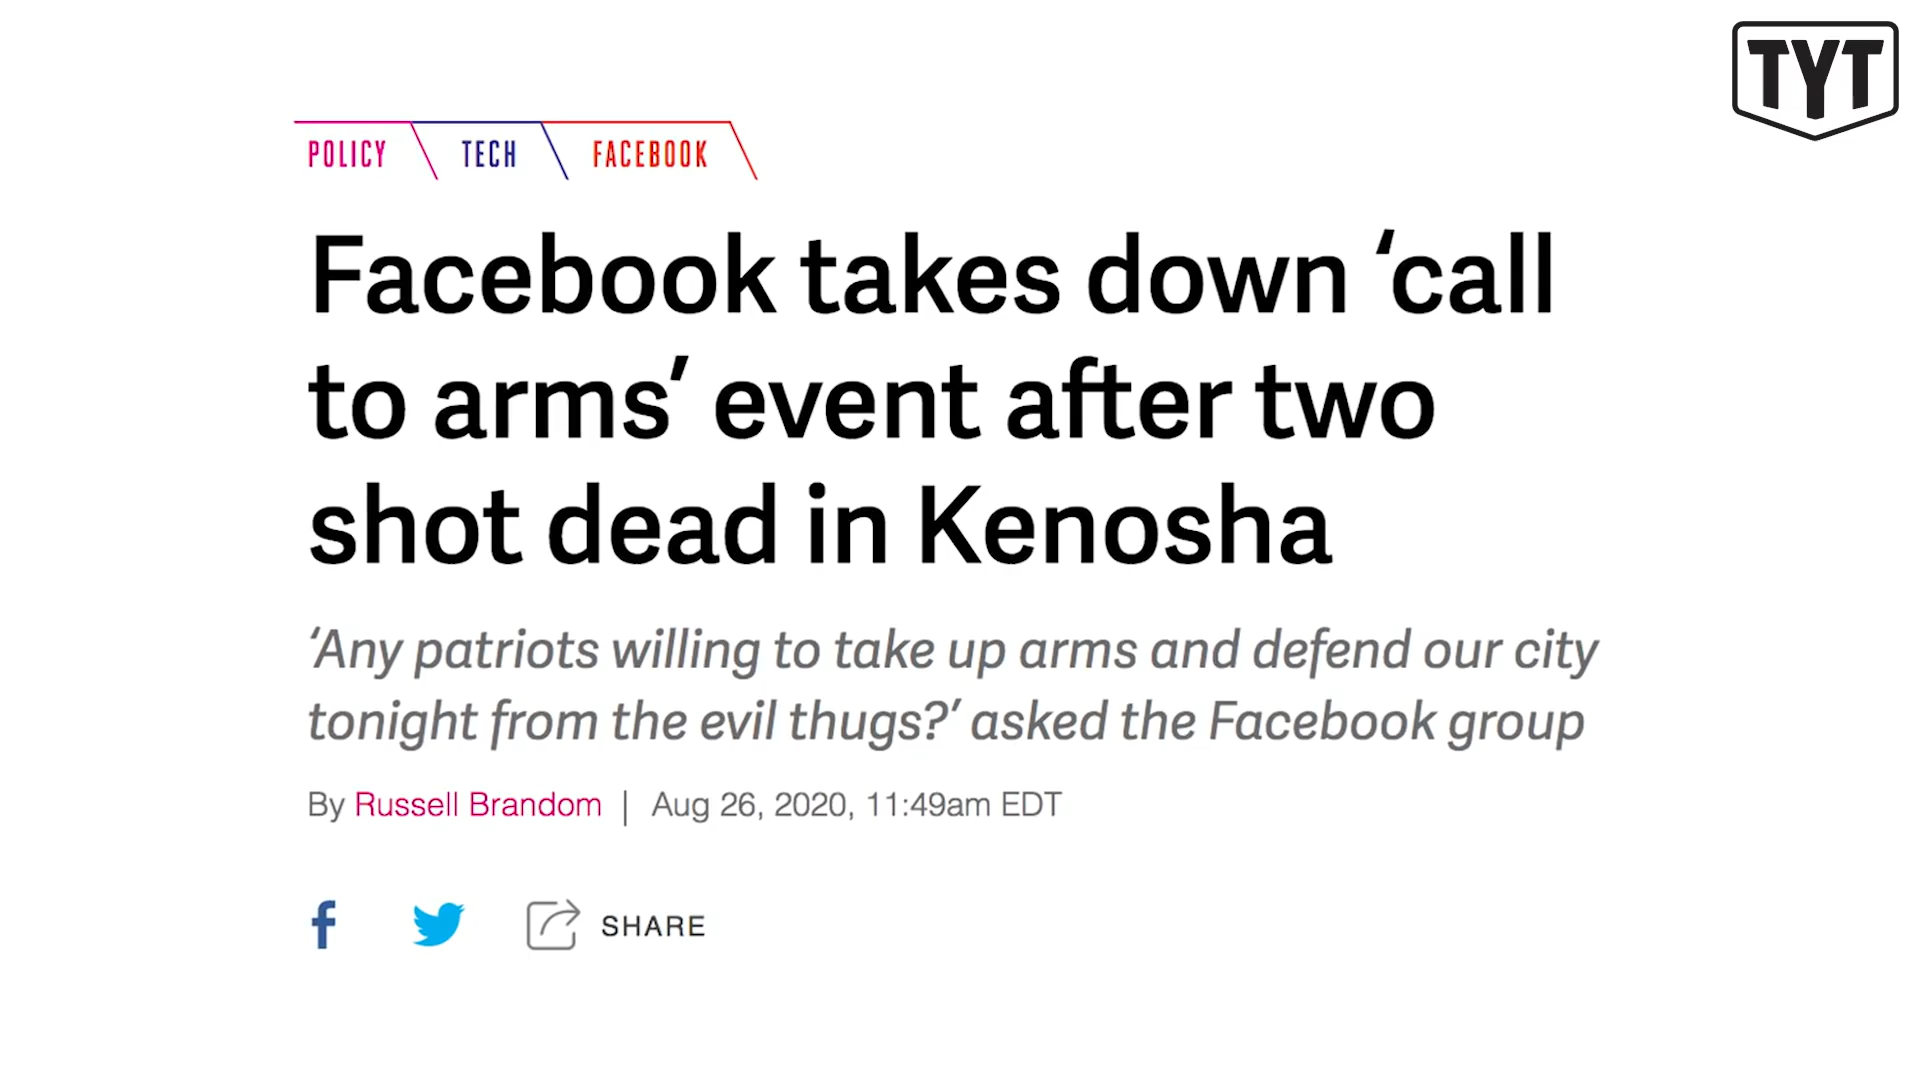 TYT
POLICY TECH FACEBOOK
Facebook takes down ‘call
to arms’ event after two
shot dead in Kenosha
‘Any patriots willing to take up arms and defend our city
tonight from the evil thugs?’ asked the Facebook group
By Russell Brandom | Aug 26, 2020, 11:49am EDT
SHARE